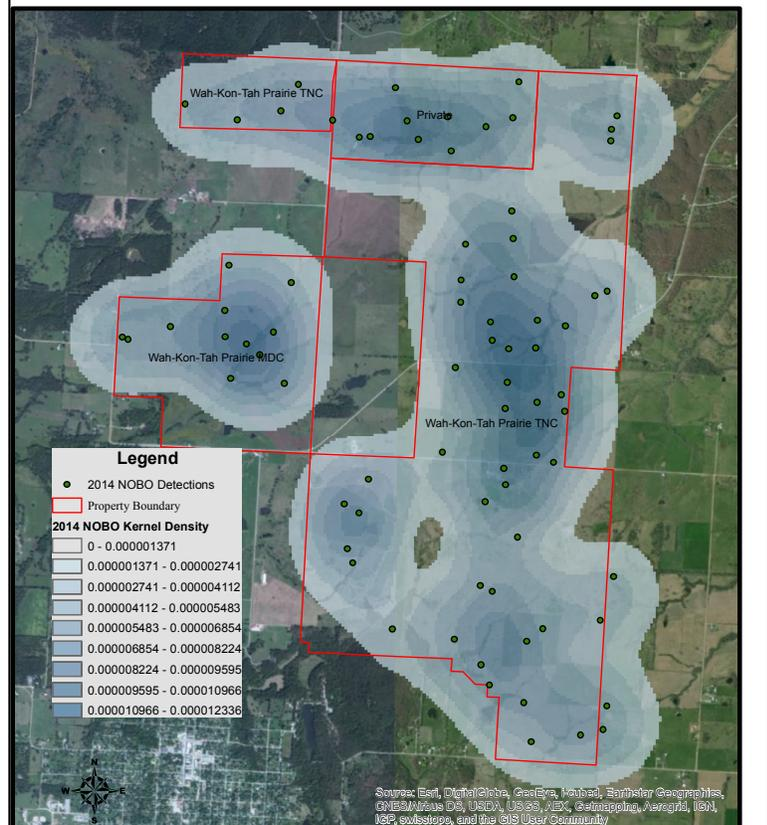 Wah-Kon-Tah Prairie TNC
Private
Wah-Kon-Tah Prairie MDC
Wah-Kon-Tah Prairie TNC
Legend
2014 NOBO Detections
Property Boundary
2014 NOBO Kernel Density
0 - 0.000001371
0.000001371 - 0.000002741
0.000002741 - 0.000004112
0.000004112 - 0.000005483
0.000005483 - 0.000006854
0.000006854 - 0.000008224
0.000008224 - 0.000009595
0.000009595 - 0.000010966
0.000010966 - 0.000012336
N
W E
S
Source: Esri, DigitalGlobe, GeoEye, i-cubed, Earthstar Geographics,
CNES/Airbus DS, USDA, USGS, AEX, Getmapping, Aerogrid, IGN,
IGP, swisstopo, and the GIS User Community